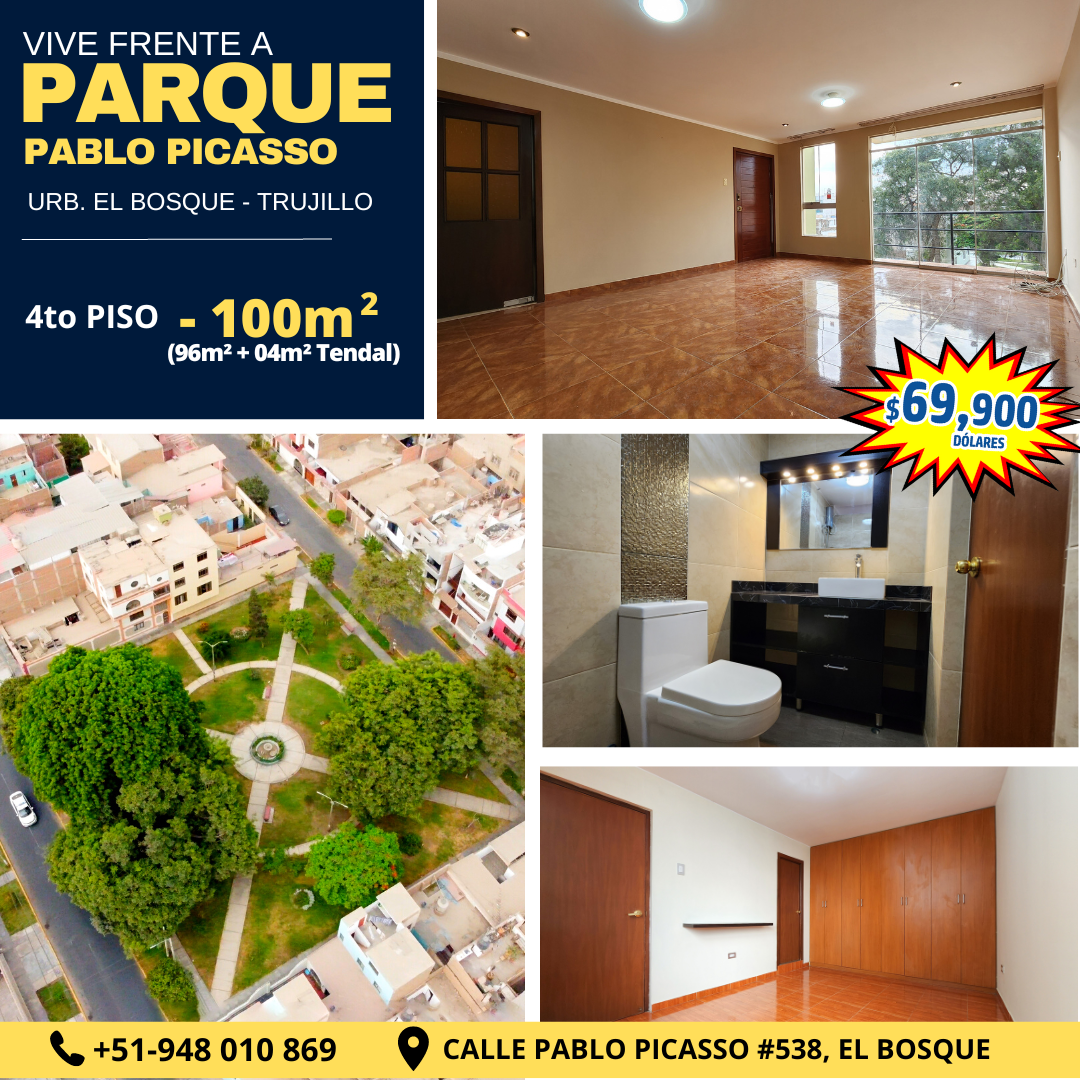 VIVE FRENTE A
PARQUE
PABLO PICASSO
URB. EL BOSQUE - TRUJILLO
4to PISO - 100m²
(96m² + 04m² Tendal)
$69,900
DÓLARES
+51-948 010 869
CALLE PABLO PICASSO #538, EL BOSQUE